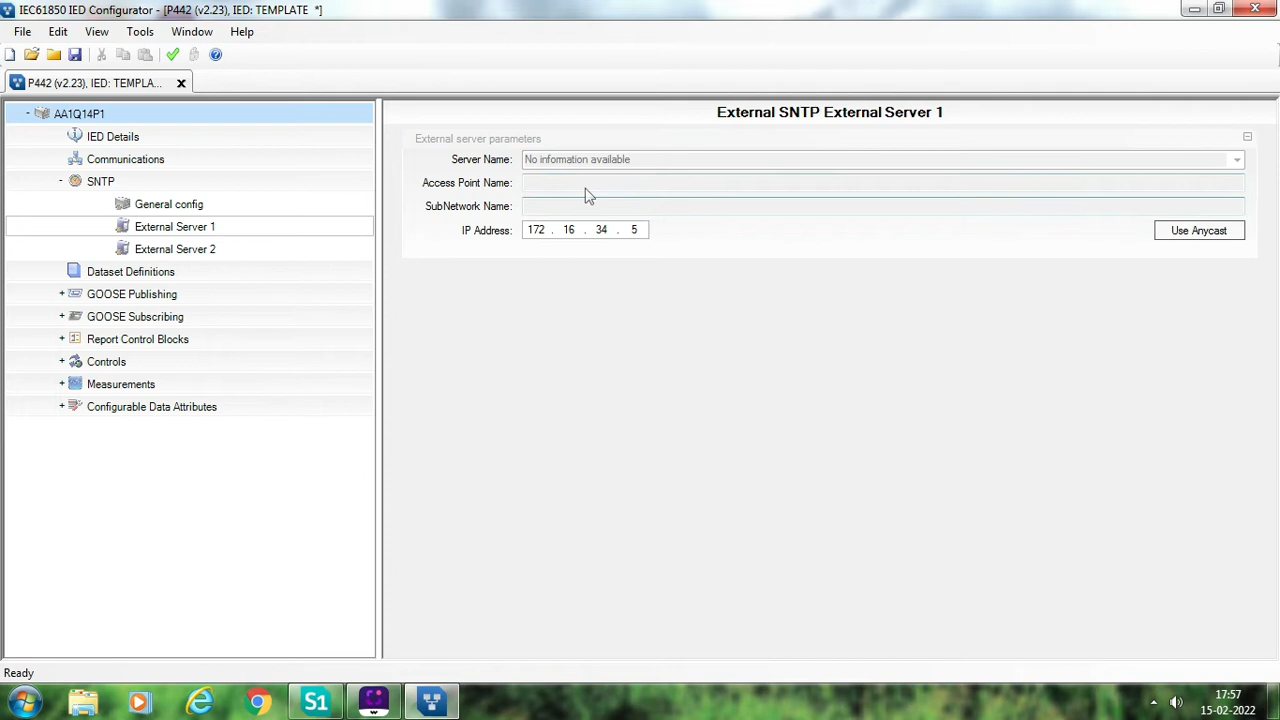 IEC61850 IED Configurator - [P442 (v2.23), IED: TEMPLATE *]
File Edit View Tools Window Help
P442 (v2.23), IED: TEMPLA...
AA1Q14P1
IED Details
Communications
SNTP
General config
External Server 1
External Server 2
Dataset Definitions
GOOSE Publishing
GOOSE Subscribing
Report Control Blocks
Controls
Measurements
Configurable Data Attributes
External SNTP External Server 1
External server parameters
Server Name: No information available
Access Point Name:
SubNetwork Name:
IP Address: 172 . 16 . 34 . 5 Use Anycast
Ready
S1
17:57
15-02-2022